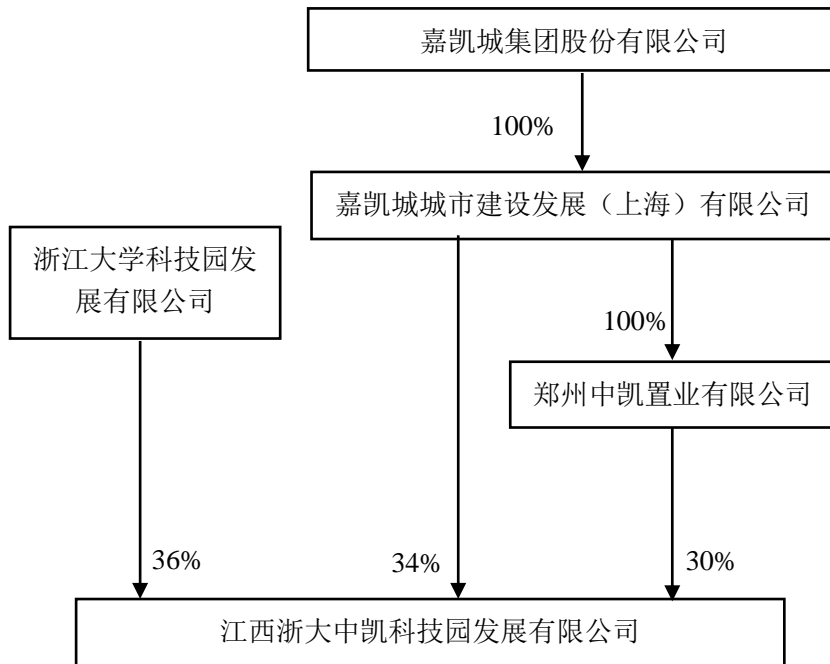 嘉凯城集团股份有限公司
100%
嘉凯城城市建设发展（上海）有限公司
浙江大学科技园发
展有限公司
100%
郑州中凯置业有限公司
36%
34%
30%
江西浙大中凯科技园发展有限公司